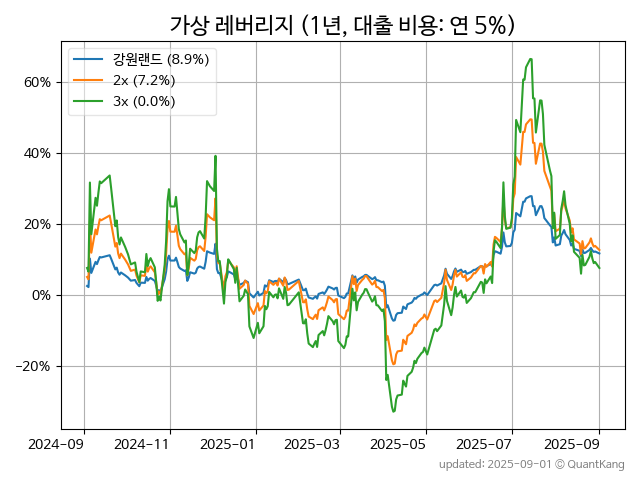 가상 레버리지 (1년, 대출 비용: 연 5%)
강원랜드 (8.9%)
2x (7.2%)
3x (0.0%)
60%
40%
20%
0%
−20%
2024-09
2024-11
2025-01
2025-03
2025-05
2025-07
2025-09
updated: 2025-09-01 © QuantKang